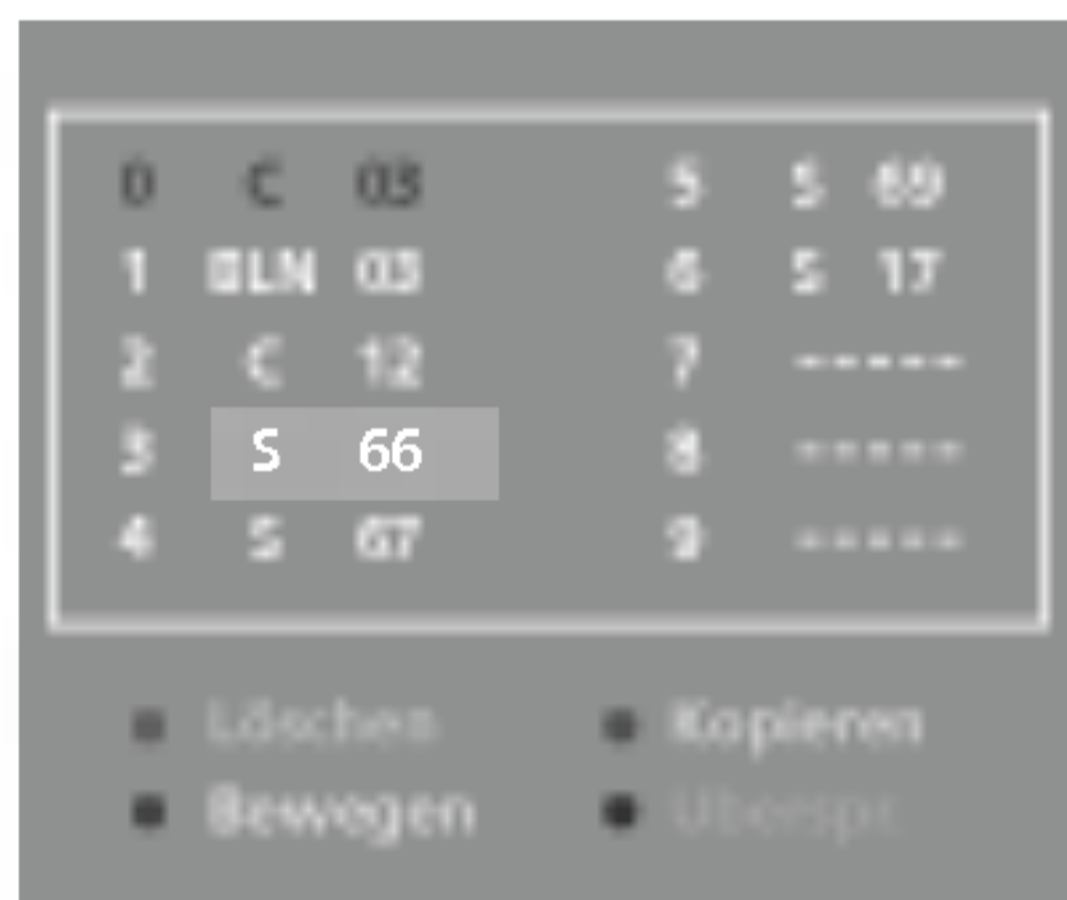 0 C 03 5 S 69
1 BLN 03 6 S 17
2 C 12 7 -----
3 S 66 8 -----
4 S 67 9 -----
Löschen Kopieren
Bewegen Überspr.